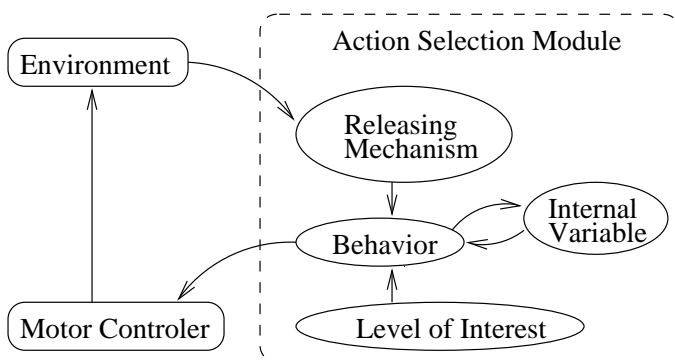 Action Selection Module
Environment
Releasing
Mechanism
Internal
Variable
Behavior
Motor Controler
Level of Interest